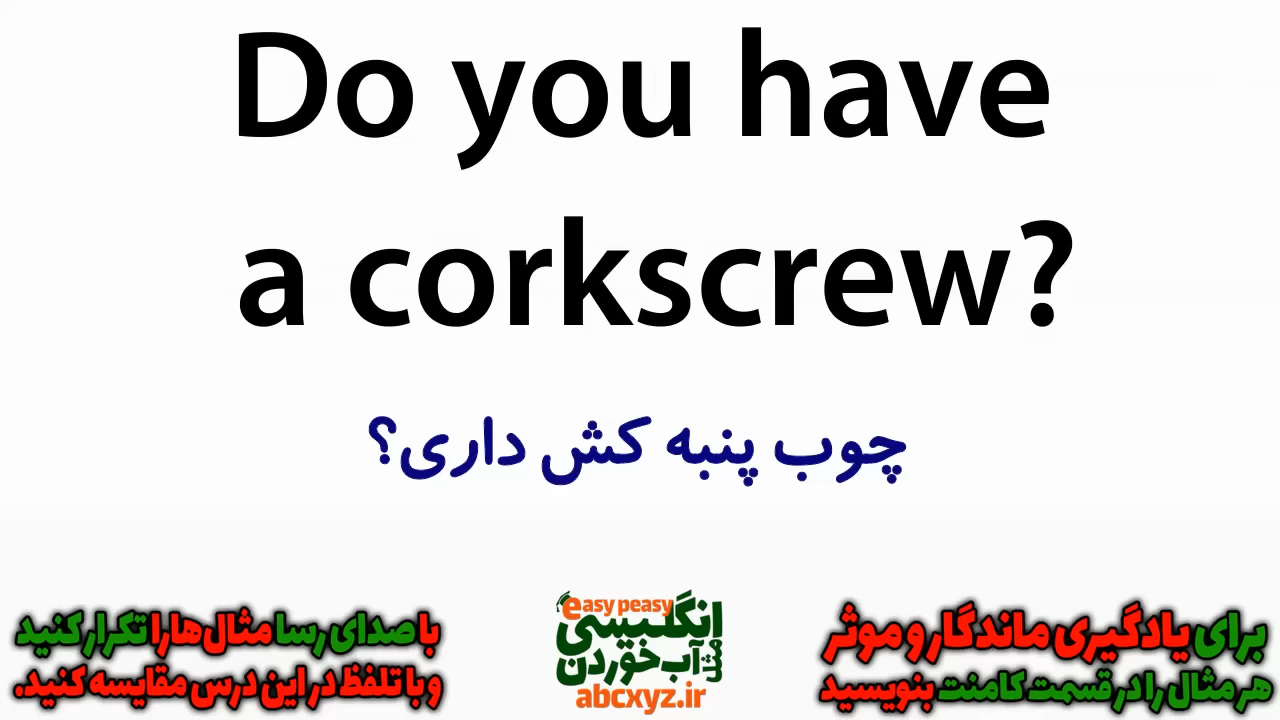 Do you have
a corkscrew?
چوب پنبه کش داری؟
برای یادگیری ماندگار و موثر
هر مثال را در قسمت کامنت بنویسید
easy peasy
انگلیسی
مثل
آب خوردن
abcxyz.ir
با صدای رسا مثال‌ها را تکرار کنید
و با تلفظ در این درس مقایسه کنید.